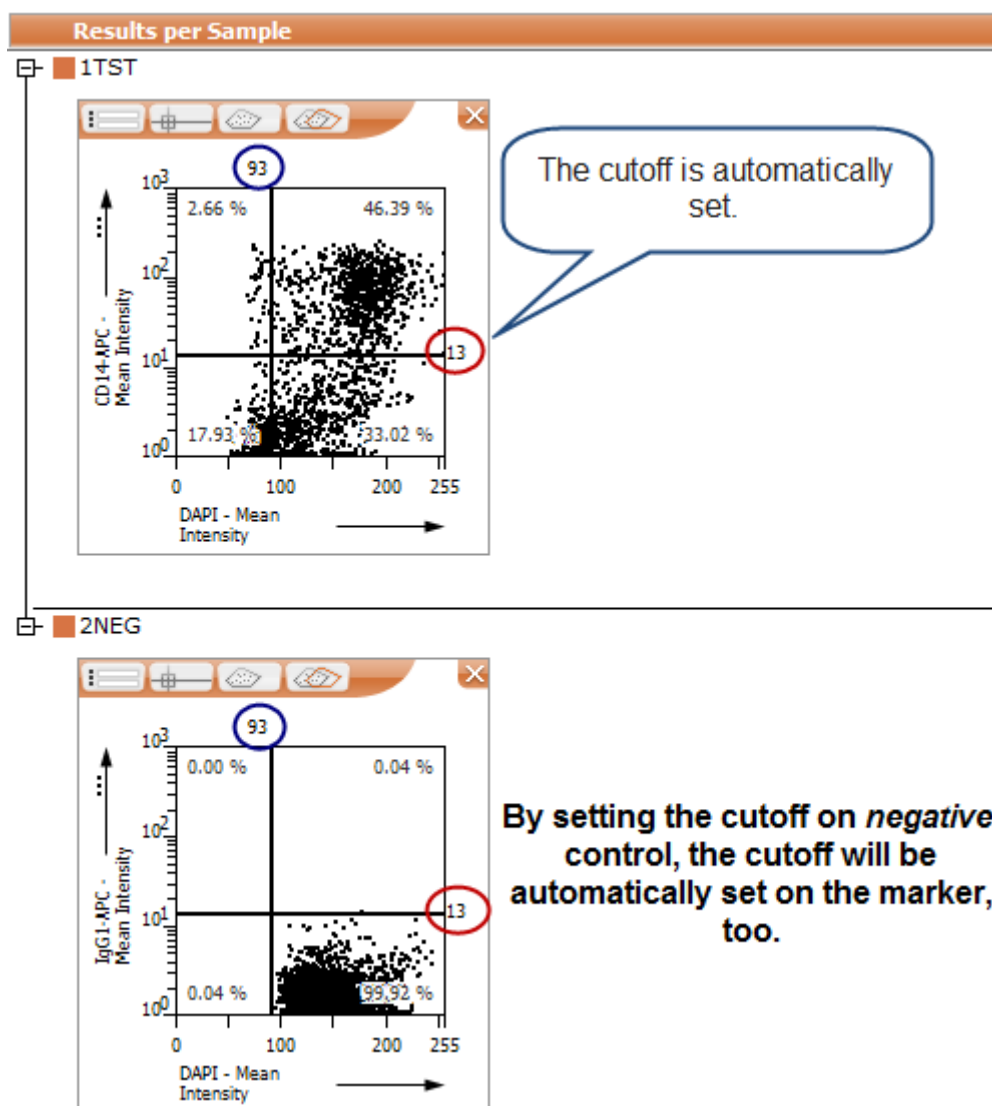 Results per Sample
1TST
93
The cutoff is automatically
set.
10³
2.66 %
46.39 %
10²
CD14-APC -
Mean Intensity
13
10¹
17.93 %
33.02 %
10⁰
0
100
200
255
DAPI - Mean
Intensity
2NEG
93
10³
0.00 %
0.04 %
10²
By setting the cutoff on negative
control, the cutoff will be
automatically set on the marker,
too.
IgG1-APC -
Mean Intensity
13
10¹
0.04 %
99.92 %
10⁰
0
100
200
255
DAPI - Mean
Intensity